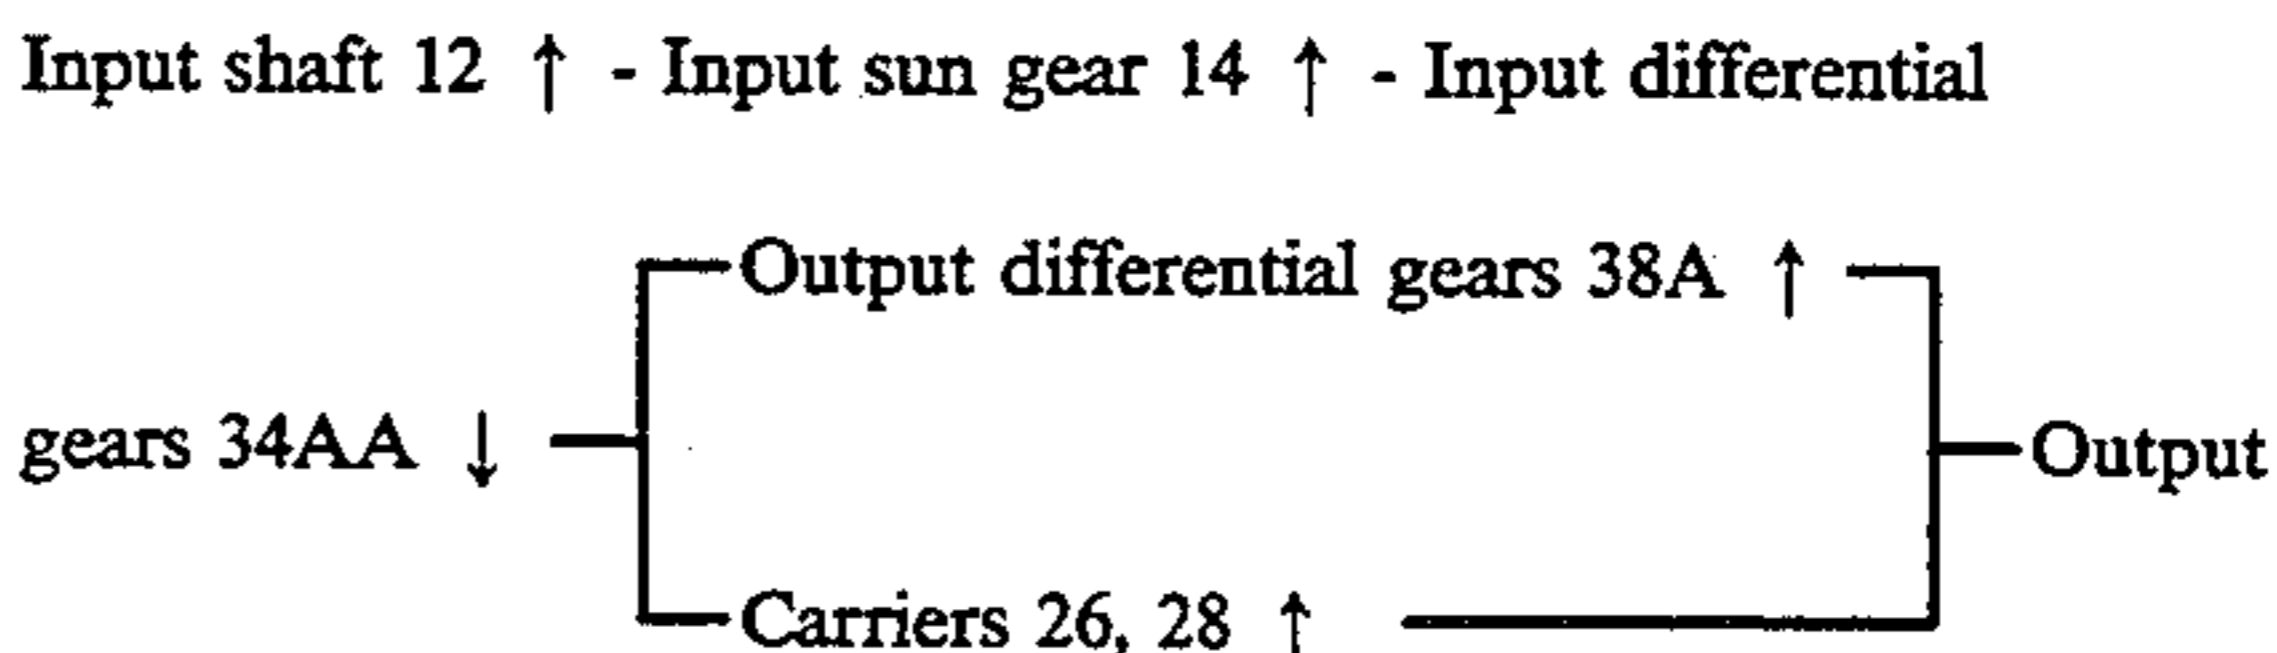 Input shaft 12 ↑ - Input sun gear 14 ↑ - Input differential
Output differential gears 38A ↑
gears 34AA ↓
Output
Carriers 26, 28 ↑